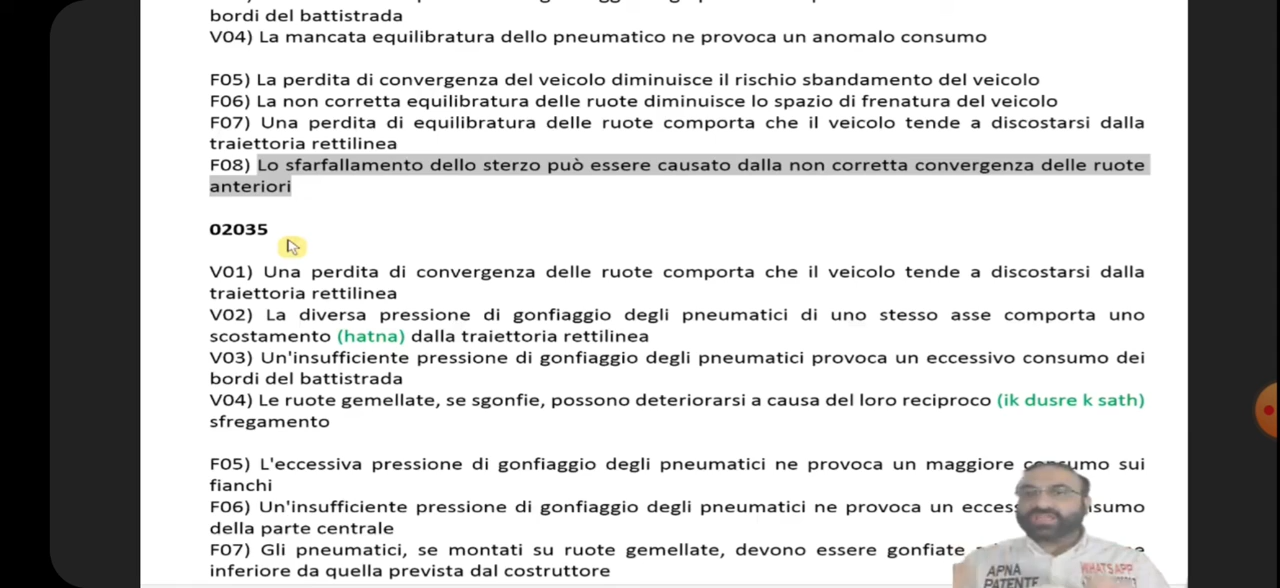 bordi del battistrada
V04) La mancata equilibratura dello pneumatico ne provoca un anomalo consumo
F05) La perdita di convergenza del veicolo diminuisce il rischio sbandamento del veicolo
F06) La non corretta equilibratura delle ruote diminuisce lo spazio di frenatura del veicolo
F07) Una perdita di equilibratura delle ruote comporta che il veicolo tende a discostarsi dalla
traiettoria rettilinea
F08) Lo sfarfallamento dello sterzo può essere causato dalla non corretta convergenza delle ruote
anteriori
02035
V01) Una perdita di convergenza delle ruote comporta che il veicolo tende a discostarsi dalla
traiettoria rettilinea
V02) La diversa pressione di gonfiaggio degli pneumatici di uno stesso asse comporta uno
scostamento (hatna) dalla traiettoria rettilinea
V03) Un'insufficiente pressione di gonfiaggio degli pneumatici provoca un eccessivo consumo dei
bordi del battistrada
V04) Le ruote gemellate, se sgonfie, possono deteriorarsi a causa del loro reciproco (ik dusre k sath)
sfregamento
F05) L'eccessiva pressione di gonfiaggio degli pneumatici ne provoca un maggiore consumo sui
fianchi
F06) Un'insufficiente pressione di gonfiaggio degli pneumatici ne provoca un
della parte centrale
F07) Gli pneumatici, se montati su ruote gemellate, devono essere gonfiate
inferiore da quella prevista dal costruttore
APNA PATENTE
WHATSAPP